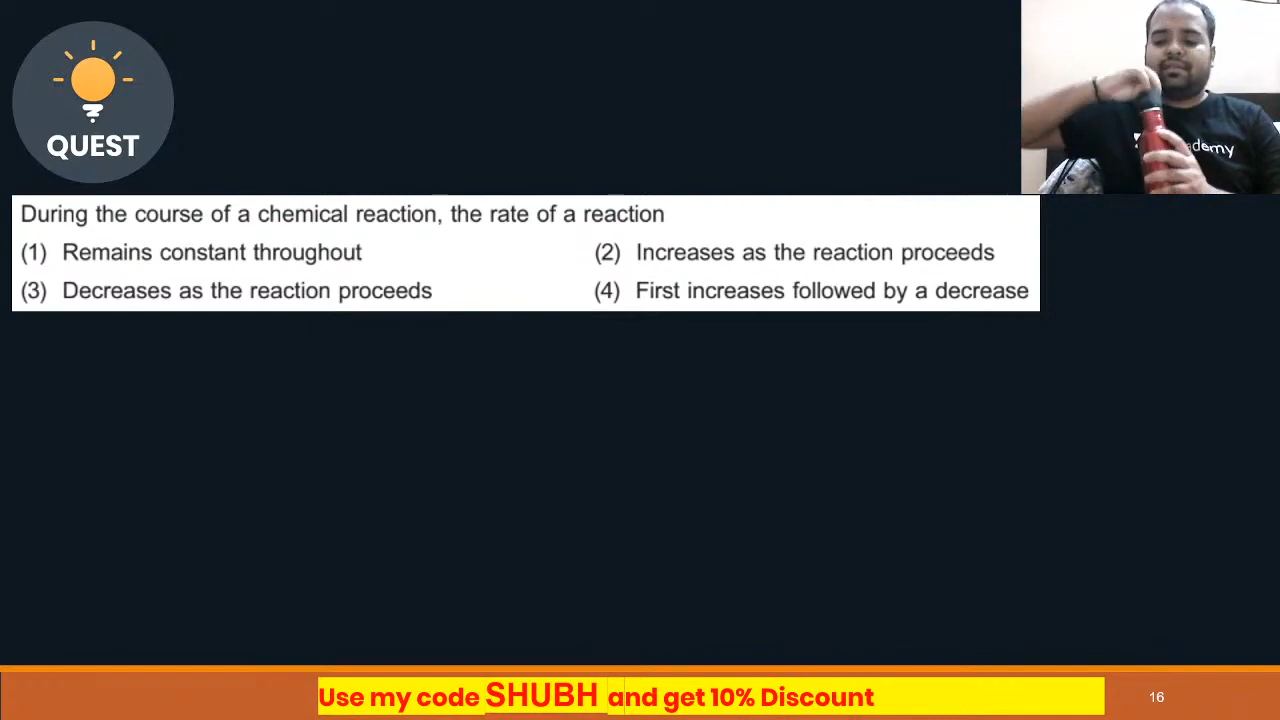 QUEST
demy
During the course of a chemical reaction, the rate of a reaction
(1) Remains constant throughout
(2) Increases as the reaction proceeds
(3) Decreases as the reaction proceeds
(4) First increases followed by a decrease
Use my code SHUBH and get 10% Discount
16